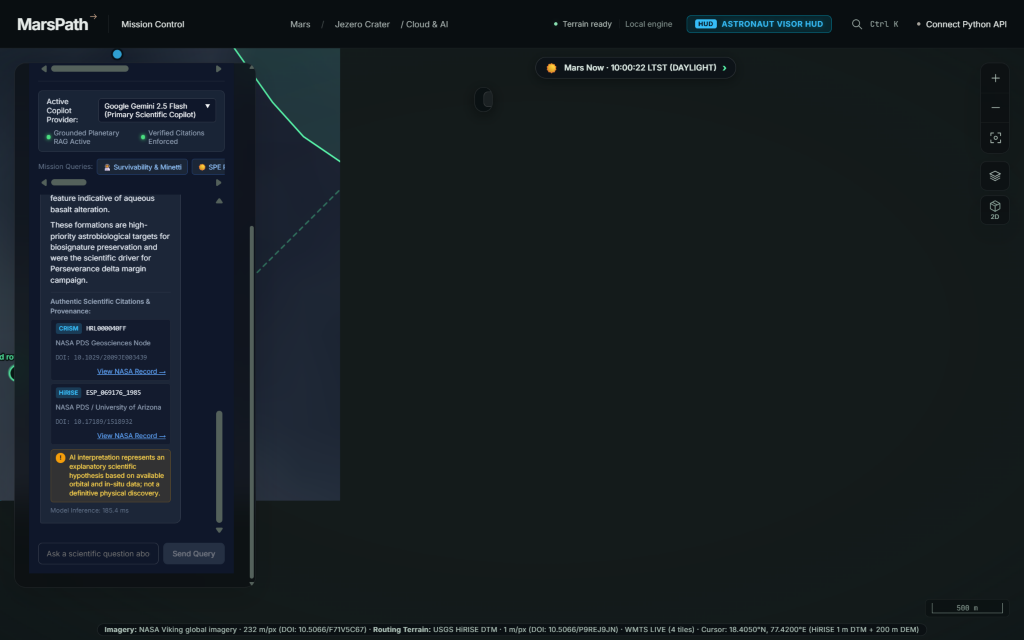 MarsPath
Mission Control
Mars / Jezero Crater / Cloud & AI
Terrain ready
Local engine
HUD ASTRONAUT VISOR HUD
Ctrl K
Connect Python API
Mars Now · 10:00:22 LTST (DAYLIGHT) ›
Active
Copilot
Provider:
Google Gemini 2.5 Flash
(Primary Scientific Copilot)
Grounded Planetary
RAG Active
Verified Citations
Enforced
Mission Queries:
Survivability & Minetti
SPE
feature indicative of aqueous
basalt alteration.
These formations are high-
priority astrobiological targets for
biosignature preservation and
were the scientific driver for
Perseverance delta margin
campaign.
Authentic Scientific Citations &
Provenance:
CRISM HRL000040FF
NASA PDS Geosciences Node
DOI: 10.1029/2009JE003439
View NASA Record →
HIRISE ESP_069176_1985
NASA PDS / University of Arizona
DOI: 10.17189/1518932
View NASA Record →
AI interpretation represents an
explanatory scientific
hypothesis based on available
orbital and in-situ data; not a
definitive physical discovery.
Model Inference: 185.4 ms
Ask a scientific question abo
Send Query
d ro
2D
500 m
Imagery: NASA Viking global imagery · 232 m/px (DOI: 10.5066/F71V5C67) · Routing Terrain: USGS HIRISE DTM · 1 m/px (DOI: 10.5066/P9REJ9JN) · WMTS LIVE (4 tiles) · Cursor: 18.4050°N, 77.4200°E (HIRISE 1 m DTM + 200 m DEM)